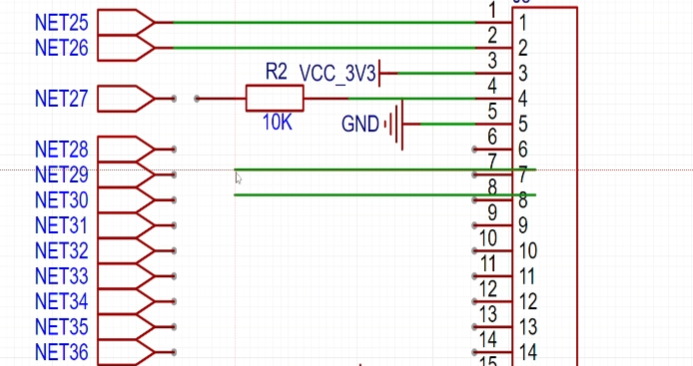 1
NET25 1
2
NET26 2
3
R2 VCC_3V3 3
4
NET27 4
10K
5
GND 5
6
NET28 6
7
NET29 7
8
NET30 8
9
NET31 9
10
NET32 10
11
NET33 11
12
NET34 12
13
NET35 13
14
NET36 14
15